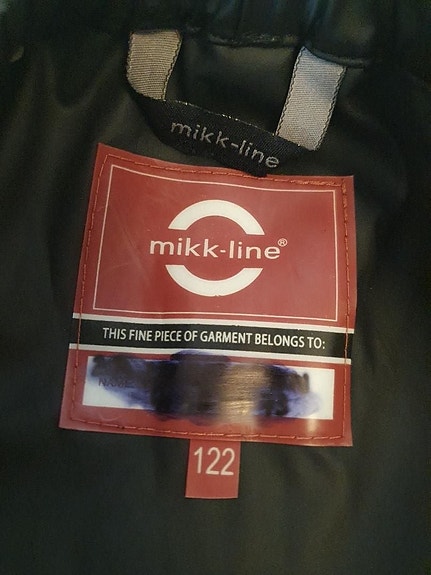 mikk-line
mikk-line®
THIS FINE PIECE OF GARMENT BELONGS TO:
122